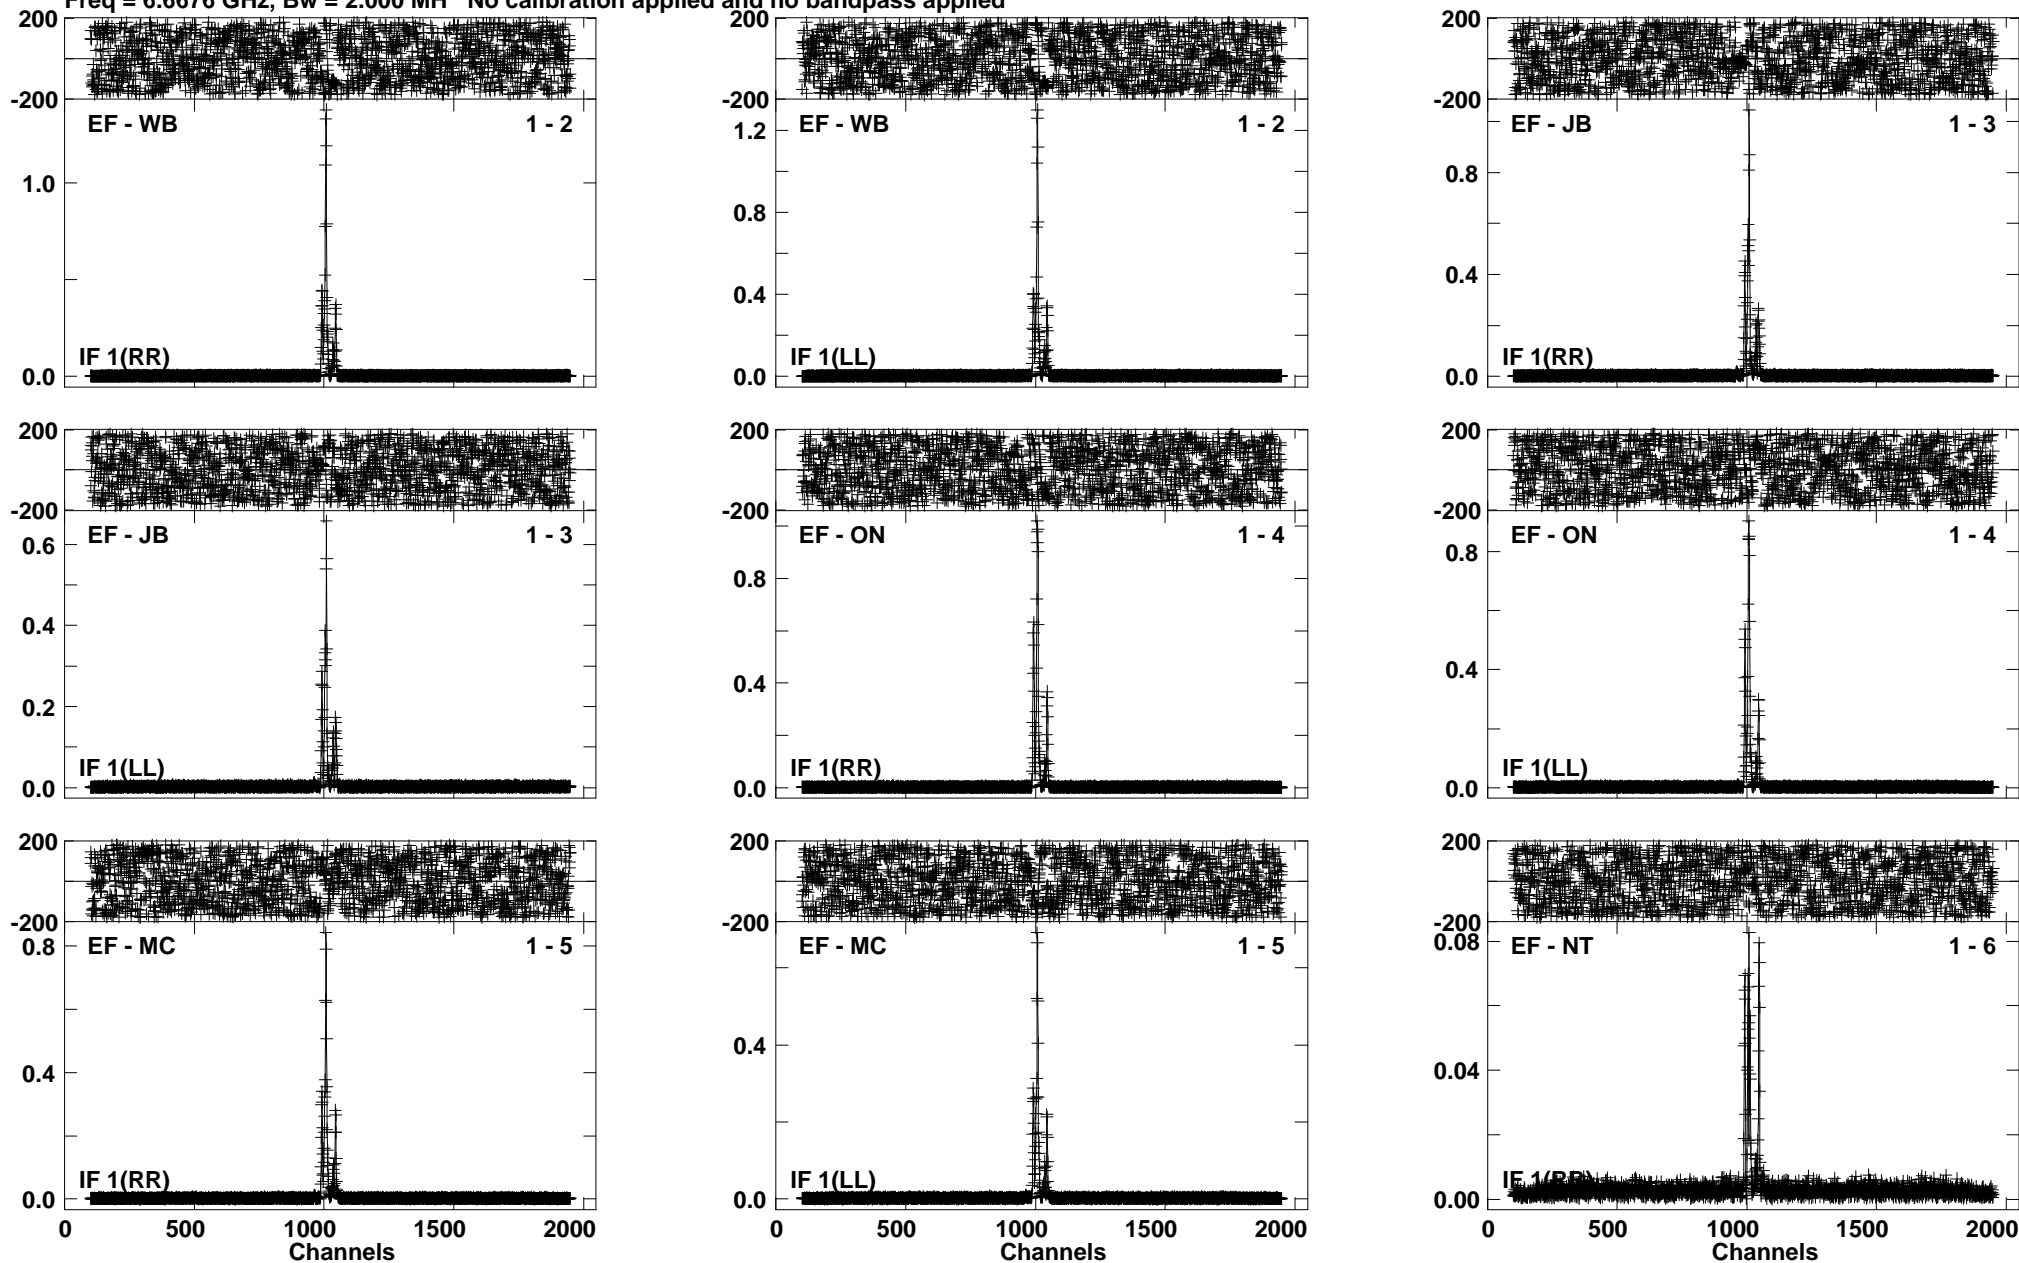 Freq = 6.6676 GHz, Bw = 2.000 MH No calibration applied and no bandpass applied
200
-200
EF - WB
1 - 2
1.0
0.0
IF 1(RR)
200
-200
EF - WB
1 - 2
1.2
0.8
0.4
0.0
IF 1(LL)
200
-200
EF - JB
1 - 3
0.8
0.4
0.0
IF 1(RR)
200
-200
EF - JB
1 - 3
0.6
0.4
0.2
0.0
IF 1(LL)
200
-200
EF - ON
1 - 4
0.8
0.4
0.0
IF 1(RR)
200
-200
EF - ON
1 - 4
0.8
0.4
0.0
IF 1(LL)
200
-200
EF - MC
1 - 5
0.8
0.4
0.0
IF 1(RR)
0 500 1000 1500 2000
Channels
200
-200
EF - MC
1 - 5
0.4
0.0
IF 1(LL)
0 500 1000 1500 2000
200
-200
EF - NT
1 - 6
0.08
0.04
0.00
IF 1(RR)
0 500 1000 1500 2000
Channels